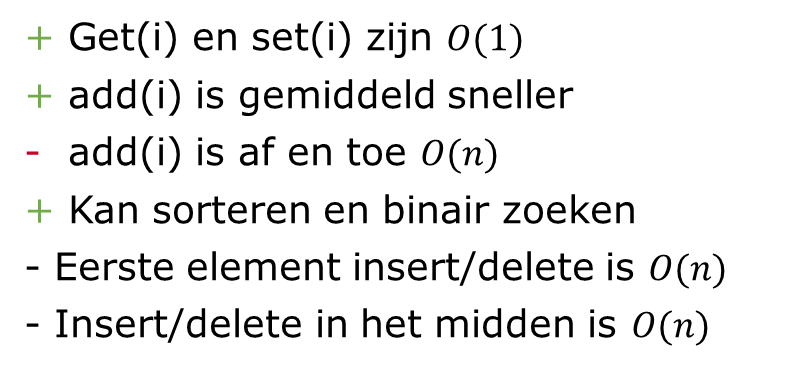 + Get(i) en set(i) zijn O(1)
+ add(i) is gemiddeld sneller
- add(i) is af en toe O(n)
+ Kan sorteren en binair zoeken
- Eerste element insert/delete is O(n)
- Insert/delete in het midden is O(n)